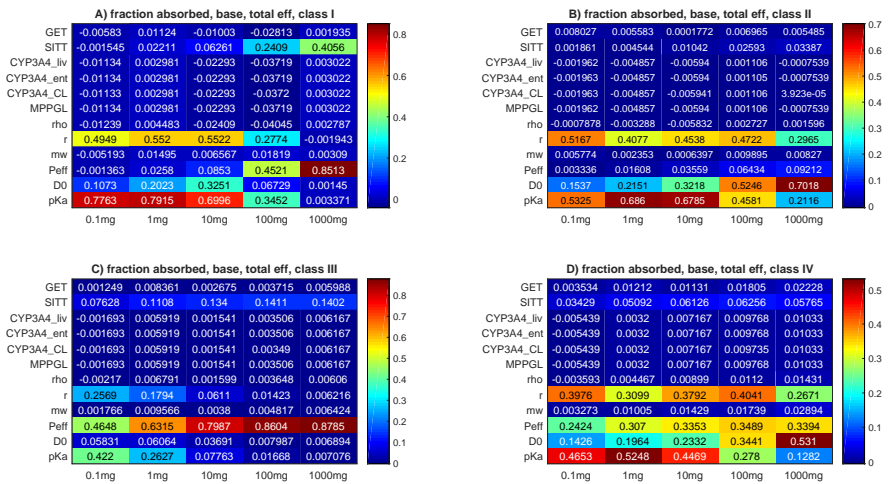 A) fraction absorbed, base, total eff, class I
GET -0.00583 0.01124 -0.01003 -0.02813 0.001935
SITT -0.001545 0.02211 0.06261 0.2409 0.4056
CYP3A4_liv -0.01134 0.002981 -0.02293 -0.03719 0.003022
CYP3A4_ent -0.01134 0.002981 -0.02293 -0.03719 0.003022
CYP3A4_CL -0.01134 0.002981 -0.02293 -0.0372 0.003022
MPPGL -0.01134 0.002981 -0.02293 -0.03719 0.003022
rho -0.01239 0.004483 -0.02409 -0.04045 0.002787
r 0.4949 0.552 0.5522 0.2774 -0.001943
mw -0.005193 0.01495 0.006567 0.01819 0.00309
Peff -0.001363 0.0258 0.0853 0.4521 0.8513
D0 0.1073 0.2023 0.3251 0.06729 0.00145
pKa 0.7763 0.7915 0.6996 0.3452 0.003371
0.1mg 1mg 10mg 100mg 1000mg
0.8
0.6
0.4
0.2
0
B) fraction absorbed, base, total eff, class II
GET 0.008027 0.005583 0.0001772 0.006965 0.005485
SITT 0.001861 0.004544 0.01042 0.02593 0.03387
CYP3A4_liv -0.001962 -0.004857 -0.00594 0.001106 -0.0007539
CYP3A4_ent -0.001963 -0.004857 -0.00594 0.001105 -0.0007539
CYP3A4_CL -0.001963 -0.004857 -0.005941 0.001106 3.923e-05
MPPGL -0.001962 -0.004857 -0.00594 0.001106 -0.0007539
rho -0.0007878 -0.003288 -0.005832 0.002727 0.001596
r 0.5167 0.4077 0.4538 0.4722 0.2965
mw 0.005774 0.002353 0.0006397 0.009895 0.00827
Peff 0.003336 0.01608 0.03559 0.06434 0.09212
D0 0.1537 0.2151 0.3218 0.5246 0.7018
pKa 0.5325 0.686 0.6785 0.4581 0.2116
0.1mg 1mg 10mg 100mg 1000mg
0.7
0.6
0.5
0.4
0.3
0.2
0.1
0
C) fraction absorbed, base, total eff, class III
GET 0.001249 0.008361 0.002675 0.003715 0.005988
SITT 0.07628 0.1108 0.134 0.1411 0.1402
CYP3A4_liv -0.001693 0.005919 0.001541 0.003506 0.006167
CYP3A4_ent -0.001693 0.005919 0.001541 0.003506 0.006167
CYP3A4_CL -0.001693 0.005919 0.001541 0.00349 0.006167
MPPGL -0.001693 0.005919 0.001541 0.003506 0.006167
rho -0.00217 0.006791 0.001599 0.003648 0.00606
r 0.2569 0.1794 0.0611 0.01423 0.006216
mw 0.001766 0.009566 0.0038 0.004817 0.006424
Peff 0.4648 0.6315 0.7987 0.8604 0.8785
D0 0.05831 0.06064 0.03691 0.007987 0.006894
pKa 0.422 0.2627 0.07763 0.01668 0.007076
0.1mg 1mg 10mg 100mg 1000mg
0.8
0.7
0.6
0.5
0.4
0.3
0.2
0.1
0
D) fraction absorbed, base, total eff, class IV
GET 0.003534 0.01212 0.01131 0.01805 0.02228
SITT 0.03429 0.05092 0.06126 0.06256 0.05765
CYP3A4_liv -0.005439 0.0032 0.007167 0.009768 0.01033
CYP3A4_ent -0.005439 0.0032 0.007167 0.009768 0.01033
CYP3A4_CL -0.005439 0.0032 0.007167 0.009735 0.01033
MPPGL -0.005439 0.0032 0.007167 0.009768 0.01033
rho -0.003593 0.004467 0.00899 0.0112 0.01431
r 0.3976 0.3099 0.3792 0.4041 0.2671
mw 0.003273 0.01005 0.01429 0.01739 0.02894
Peff 0.2424 0.307 0.3353 0.3489 0.3394
D0 0.1426 0.1964 0.2332 0.3441 0.531
pKa 0.4653 0.5248 0.4469 0.278 0.1282
0.1mg 1mg 10mg 100mg 1000mg
0.5
0.4
0.3
0.2
0.1
0